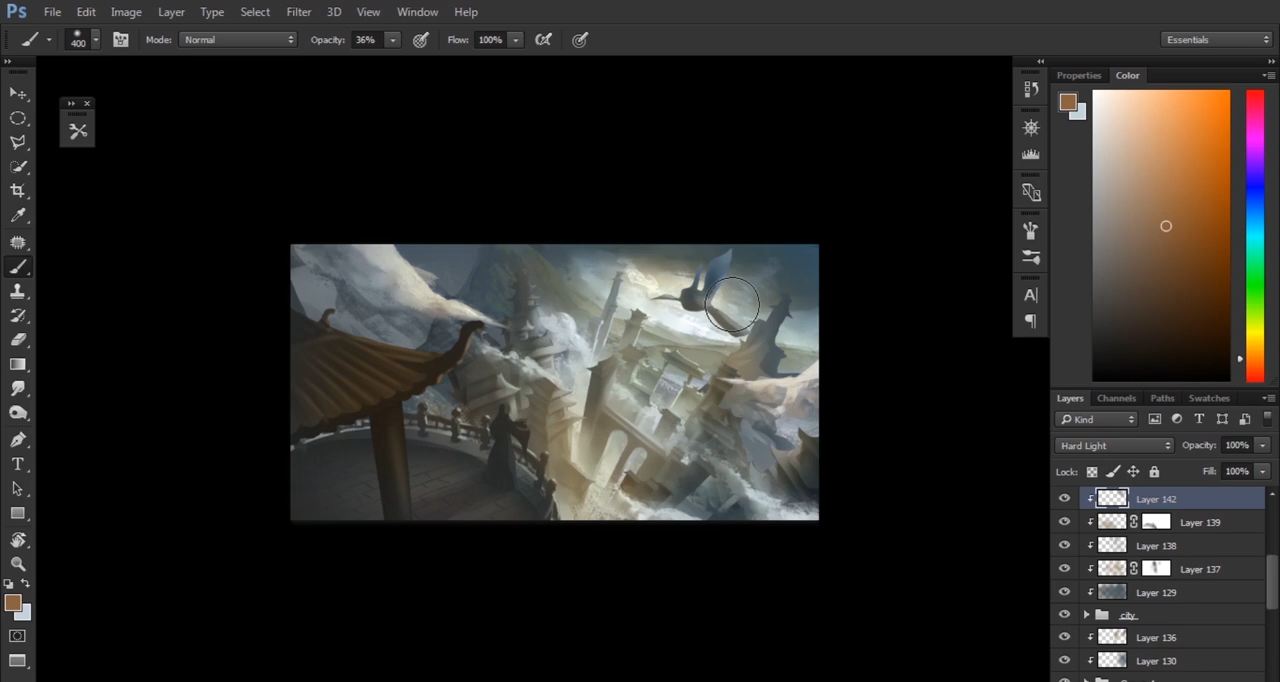 Ps File Edit Image Layer Type Select Filter 3D View Window Help
400 Mode: Normal Opacity: 36% Flow: 100% Essentials
Properties Color
Layers Channels Paths Swatches
Kind
Hard Light Opacity: 100%
Lock: Fill: 100%
Layer 142
Layer 139
Layer 138
Layer 137
Layer 129
city
Layer 136
Layer 130